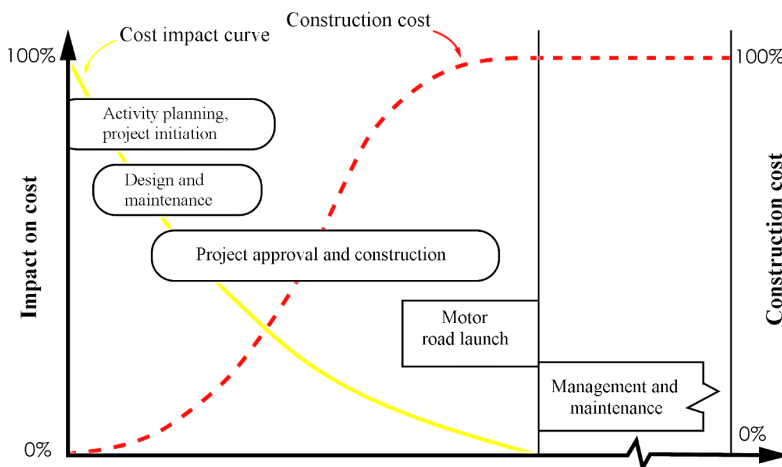 Construction cost
Cost impact curve
100%
100%
Activity planning,
project initiation
Design and
maintenance
Project approval and construction
Impact on cost
Construction cost
Motor
road launch
Management and
maintenance
0%
0%